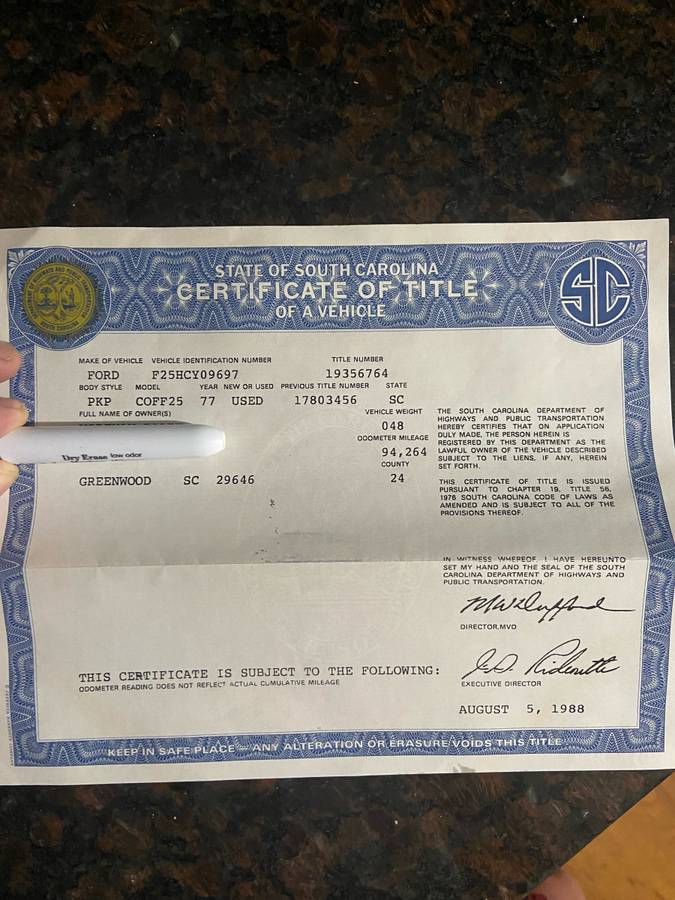 STATE OF SOUTH CAROLINA
CERTIFICATE OF TITLE
OF A VEHICLE
SC
MAKE OF VEHICLE VEHICLE IDENTIFICATION NUMBER TITLE NUMBER
FORD F25HCY09697 19356764
BODY STYLE MODEL YEAR NEW OR USED PREVIOUS TITLE NUMBER STATE
PKP COFF25 77 USED 17803456 SC
FULL NAME OF OWNER(S) VEHICLE WEIGHT
048
ODOMETER MILEAGE
94,264
COUNTY
24
Dry Erase low odor
GREENWOOD SC 29646
THE SOUTH CAROLINA DEPARTMENT OF
HIGHWAYS AND PUBLIC TRANSPORTATION
HEREBY CERTIFIES THAT ON APPLICATION
DULY MADE, THE PERSON HEREIN IS
REGISTERED BY THIS DEPARTMENT AS THE
LAWFUL OWNER OF THE VEHICLE DESCRIBED
SUBJECT TO THE LIENS, IF ANY, HEREIN
SET FORTH.
THIS CERTIFICATE OF TITLE IS ISSUED
PURSUANT TO CHAPTER 19, TITLE 56,
1976 SOUTH CAROLINA CODE OF LAWS AS
AMENDED AND IS SUBJECT TO ALL OF THE
PROVISIONS THEREOF.
IN WITNESS WHEREOF, I HAVE HEREUNTO
SET MY HAND AND THE SEAL OF THE SOUTH
CAROLINA DEPARTMENT OF HIGHWAYS AND
PUBLIC TRANSPORTATION.
DIRECTOR, MVD
EXECUTIVE DIRECTOR
AUGUST 5, 1988
THIS CERTIFICATE IS SUBJECT TO THE FOLLOWING:
ODOMETER READING DOES NOT REFLECT ACTUAL CUMULATIVE MILEAGE
KEEP IN SAFE PLACE — ANY ALTERATION OR ERASURE VOIDS THIS TITLE